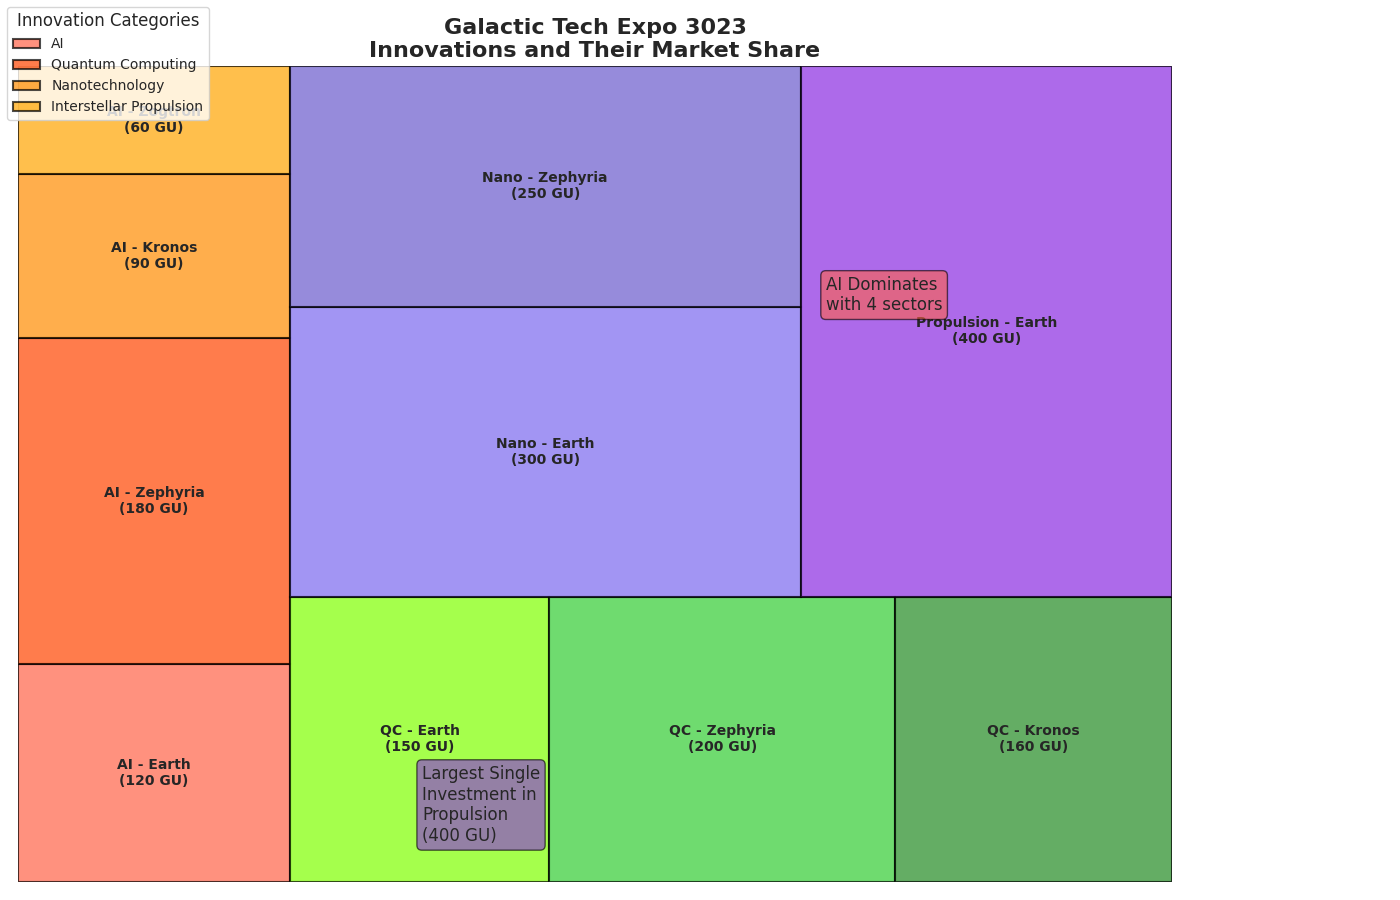 Galactic Tech Expo 3023
Innovations and Their Market Share
Innovation Categories
AI
Quantum Computing
Nanotechnology
Interstellar Propulsion
AI - Zogtron
(60 GU)
AI - Kronos
(90 GU)
AI - Zephyria
(180 GU)
AI - Earth
(120 GU)
Nano - Zephyria
(250 GU)
Nano - Earth
(300 GU)
AI Dominates
with 4 sectors
Propulsion - Earth
(400 GU)
QC - Earth
(150 GU)
Largest Single
Investment in
Propulsion
(400 GU)
QC - Zephyria
(200 GU)
QC - Kronos
(160 GU)